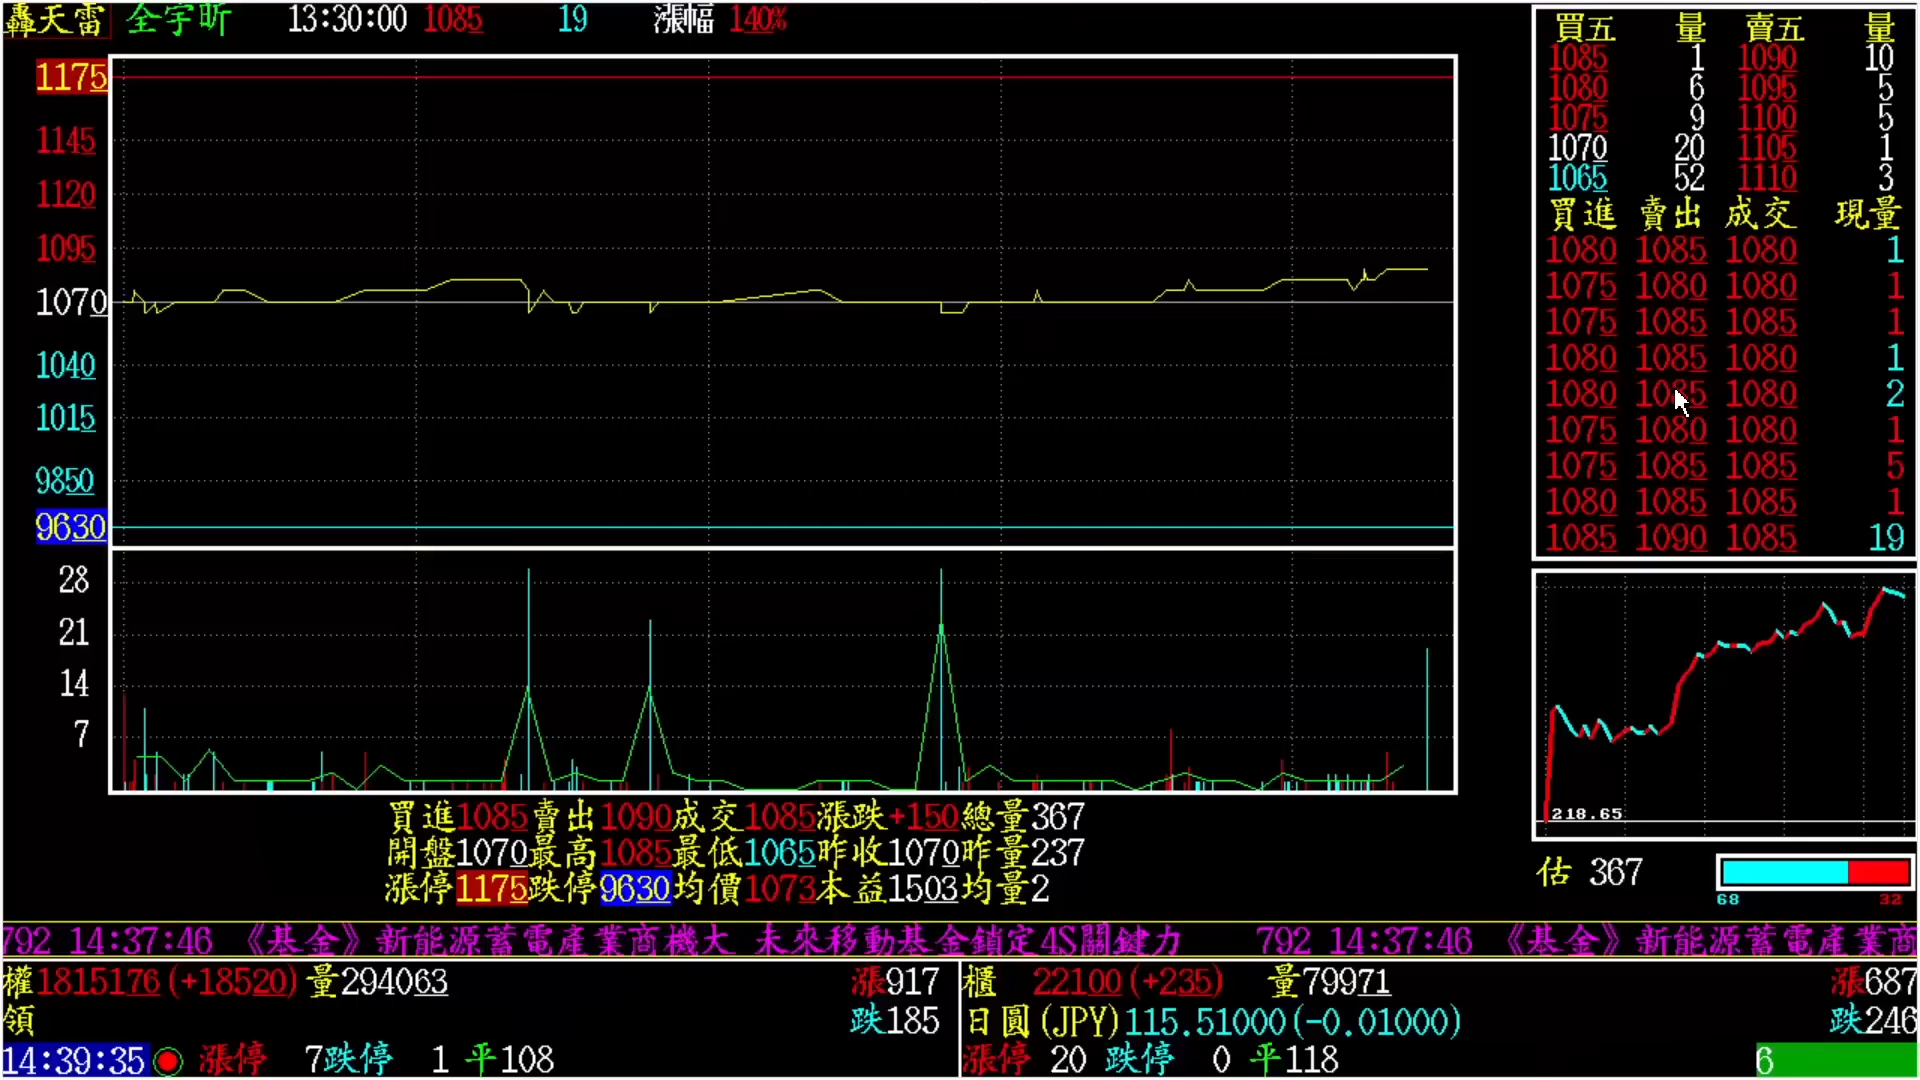 轟天雷 全宇昕 13:30:00 1085 19 漲幅 140%
1175
1145
1120
1095
1070
1040
1015
9850
9630
28
21
14
7
買五 量 賣五 量
1085 1 1090 10
1080 6 1095 5
1075 9 1100 5
1070 20 1105 1
1065 52 1110 3
買進 賣出 成交 現量
1080 1085 1080 1
1075 1080 1080 1
1075 1085 1085 1
1080 1085 1080 1
1080 1085 1080 2
1075 1080 1080 1
1075 1085 1085 5
1080 1085 1085 1
1085 1090 1085 19
218.65
估 367
68 32
買進1085賣出1090成交1085漲跌+150總量367
開盤1070最高1085最低1065昨收1070昨量237
漲停1175跌停9630均價1073本益1503均量2
792 14:37:46 《基金》新能源蓄電產業商機大 未來移動基金鎖定4S關鍵力 792 14:37:46 《基金》新能源蓄電產業商
權1815176(+18520)量294063 漲917
領 跌185
14:39:35 漲停 7跌停 1 平108
櫃 22100(+235) 量79971 漲687
日圓(JPY)115.51000(-0.01000) 跌246
漲停 20 跌停 0 平118 6